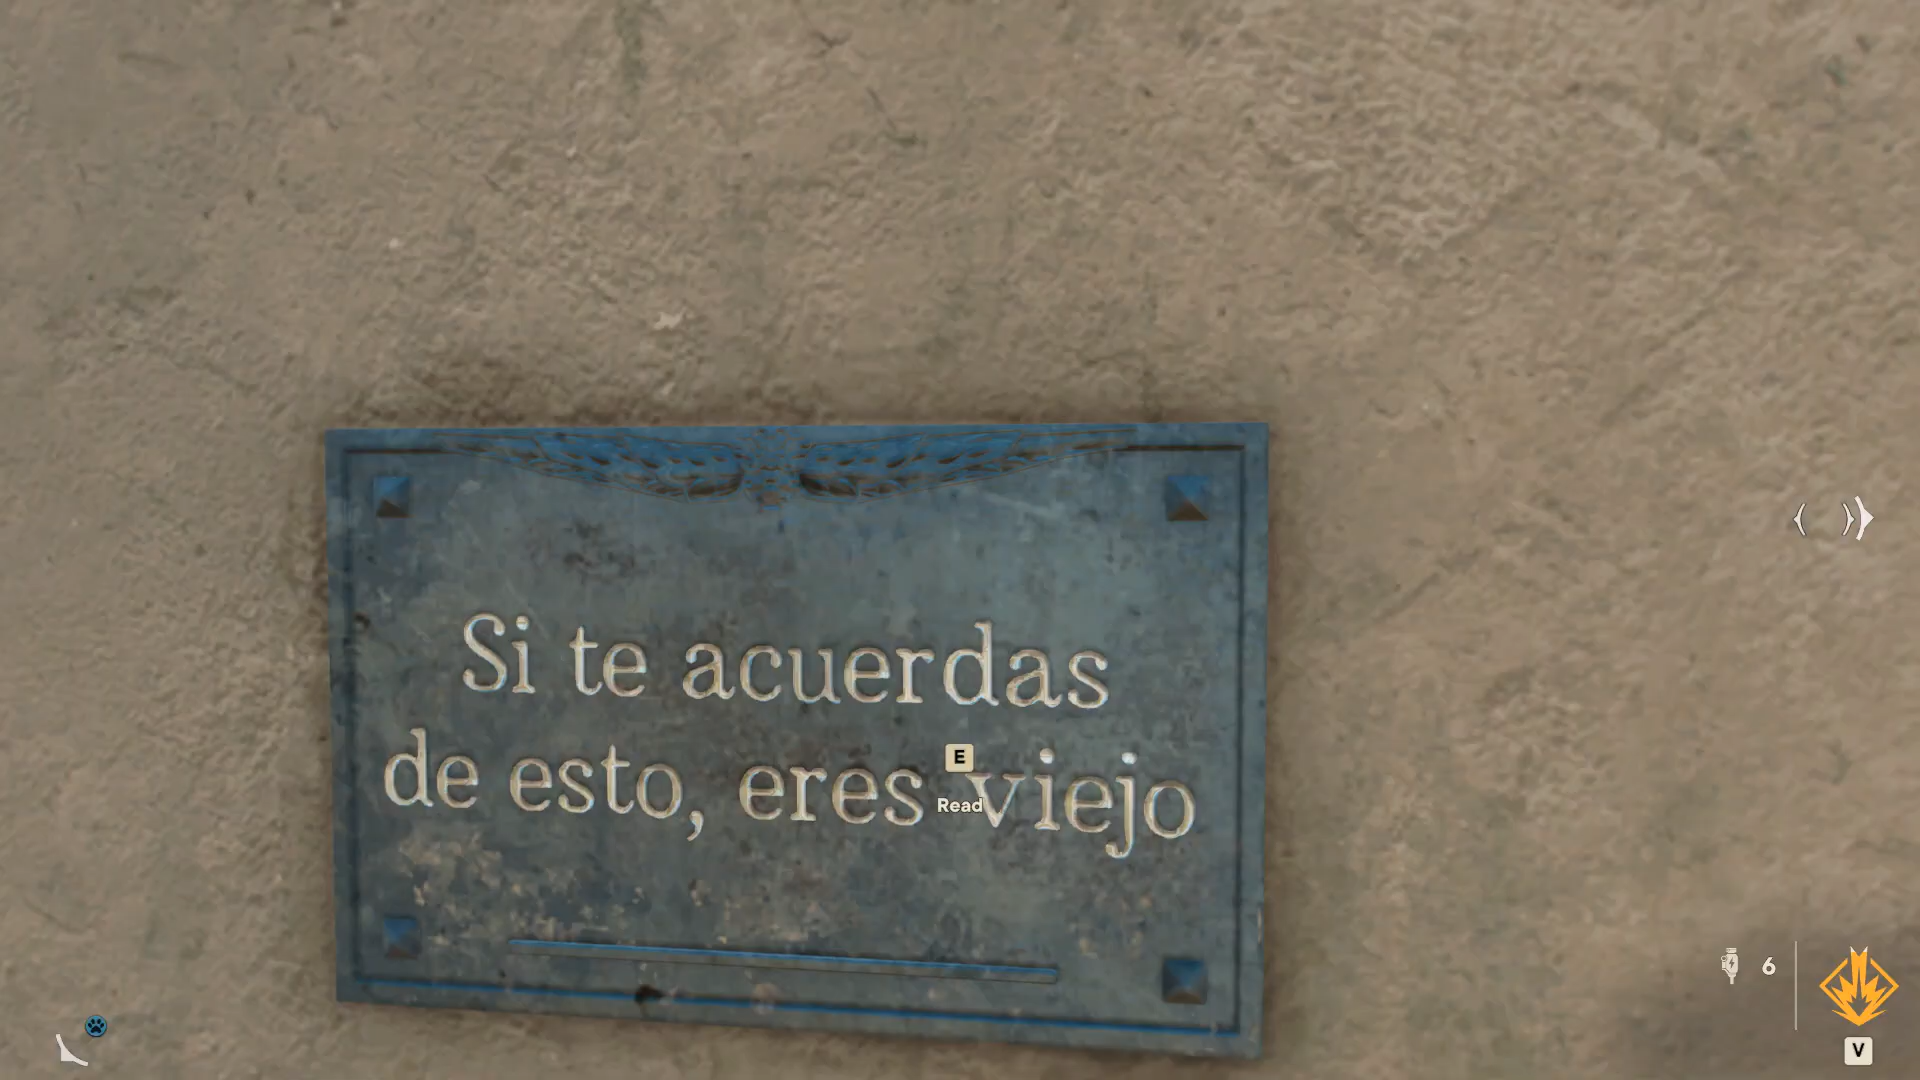 Si te acuerdas
de esto, eres viejo
E
Read
6
V